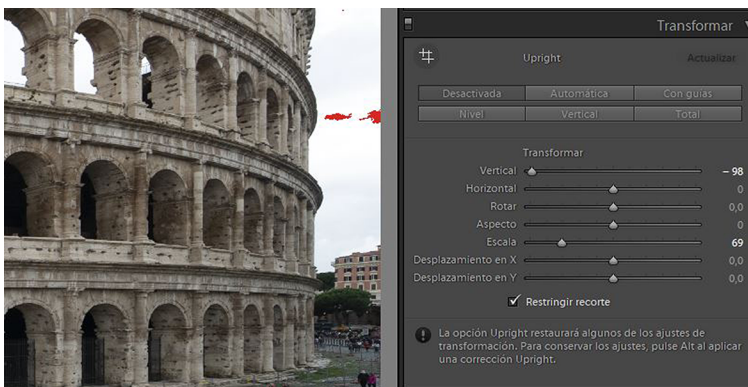 Transformar
Upright Actualizar
Desactivada Automática Con guías
Nivel Vertical Total
Transformar
Vertical – 98
Horizontal 0
Rotar 0,0
Aspecto 0
Escala 69
Desplazamiento en X 0,0
Desplazamiento en Y 0,0
Restringir recorte
La opción Upright restaurará algunos de los ajustes de
transformación. Para conservar los ajustes, pulse Alt al aplicar
una corrección Upright.